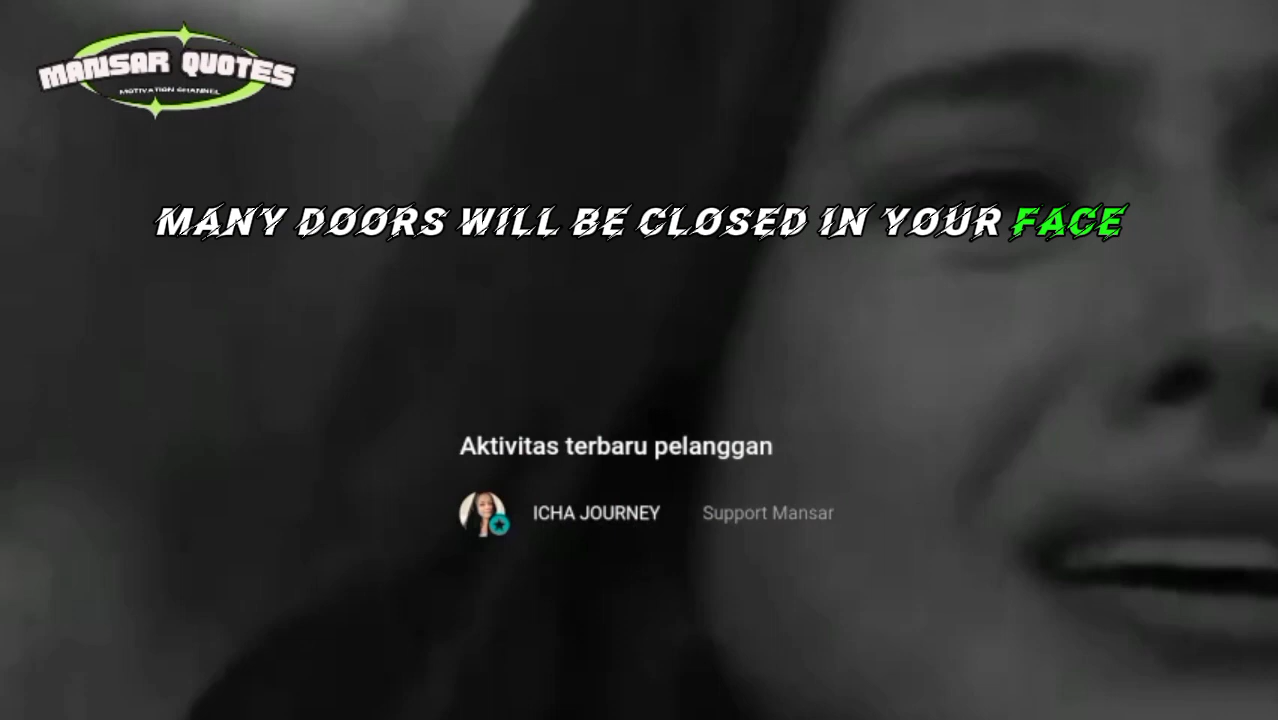 MANSAR QUOTES
MOTIVATION CHANNEL
MANY DOORS WILL BE CLOSED IN YOUR FACE
Aktivitas terbaru pelanggan
ICHA JOURNEY Support Mansar